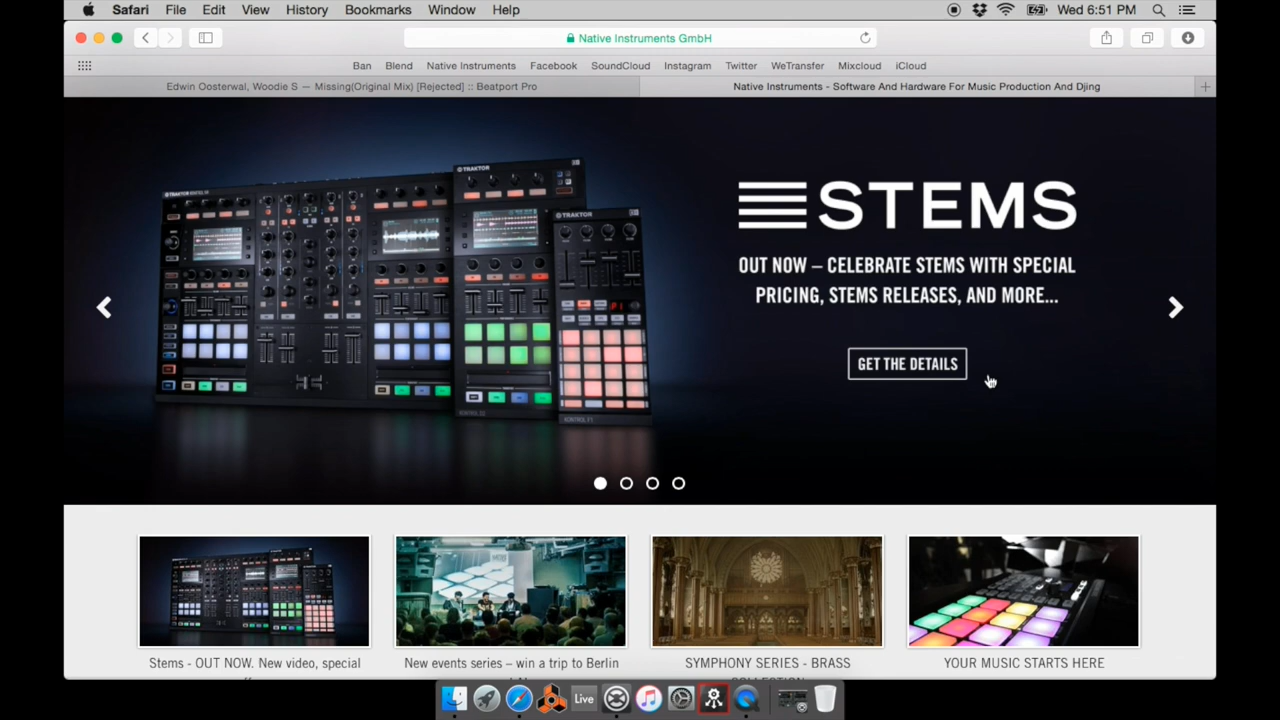 Safari File Edit View History Bookmarks Window Help
Wed 6:51 PM
Native Instruments GmbH
Ban Blend Native Instruments Facebook SoundCloud Instagram Twitter WeTransfer Mixcloud iCloud
Edwin Oosterwal, Woodie S — Missing(Original Mix) [Rejected] :: Beatport Pro
Native Instruments - Software And Hardware For Music Production And Djing
TRAKTOR
TRAKTOR
STEMS
OUT NOW – CELEBRATE STEMS WITH SPECIAL
PRICING, STEMS RELEASES, AND MORE...
GET THE DETAILS
Stems - OUT NOW. New video, special
New events series – win a trip to Berlin
SYMPHONY SERIES - BRASS
YOUR MUSIC STARTS HERE
Live